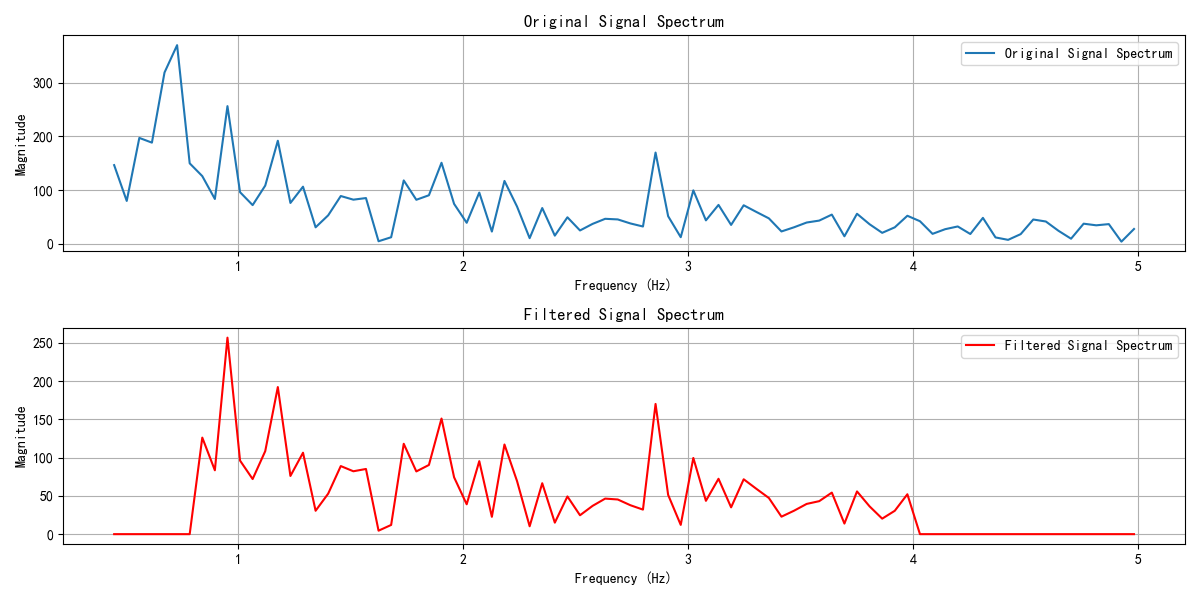 Original Signal Spectrum
Original Signal Spectrum
Magnitude
300
200
100
0
1 2 3 4 5
Frequency (Hz)
Filtered Signal Spectrum
Filtered Signal Spectrum
Magnitude
250
200
150
100
50
0
1 2 3 4 5
Frequency (Hz)